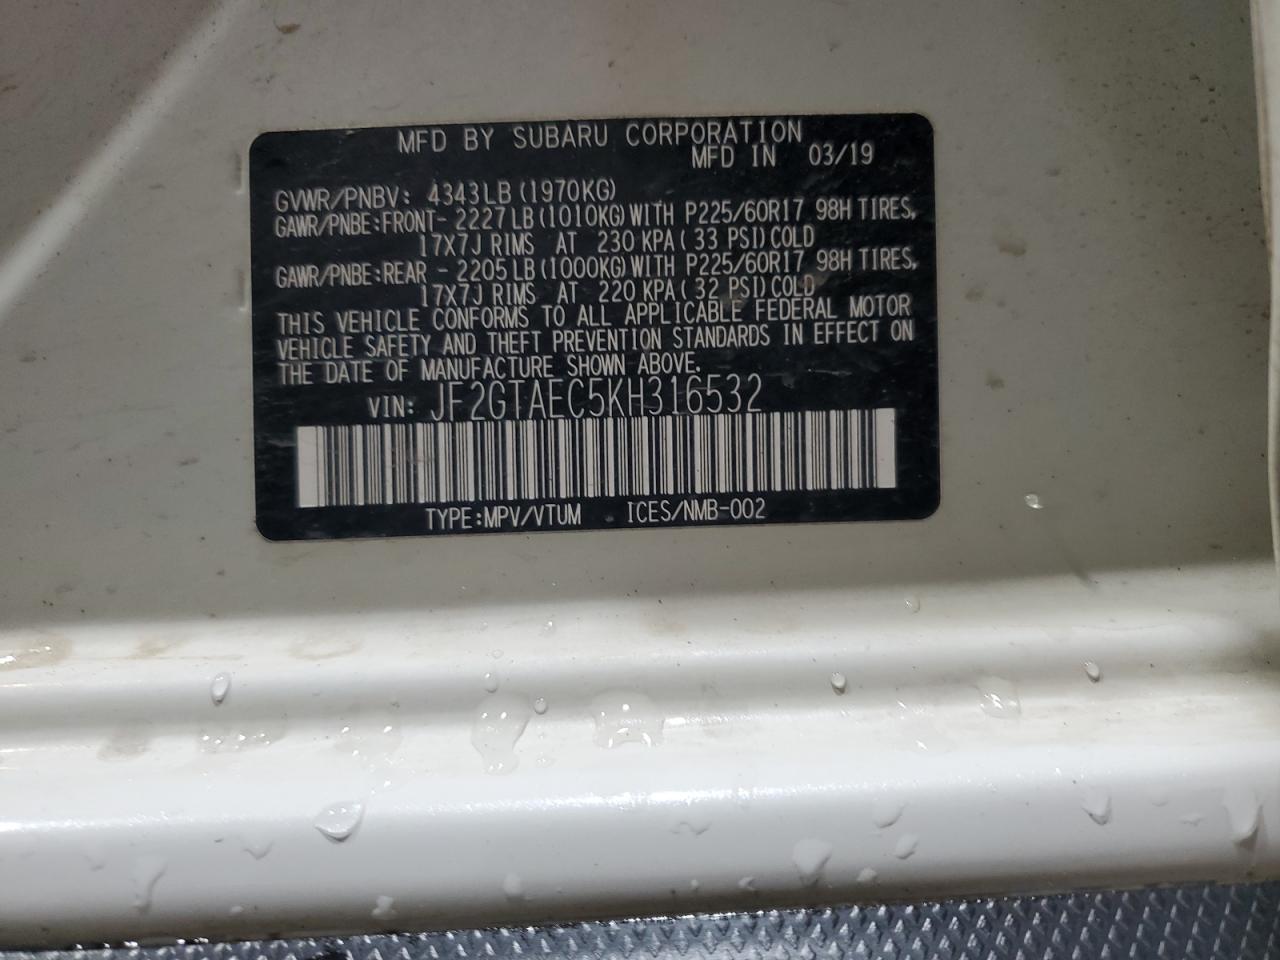 MFD BY SUBARU CORPORATION
MFD IN 03/19
GVWR/PNBV: 4343LB (1970KG)
GAWR/PNBE:FRONT- 2227LB (1010KG) WITH P225/60R17 98H TIRES,
17X7J RIMS AT 230 KPA( 33 PSI) COLD
GAWR/PNBE:REAR - 2205LB (1000KG) WITH P225/60R17 98H TIRES,
17X7J RIMS AT 220 KPA( 32 PSI) COLD
THIS VEHICLE CONFORMS TO ALL APPLICABLE FEDERAL MOTOR
VEHICLE SAFETY AND THEFT PREVENTION STANDARDS IN EFFECT ON
THE DATE OF MANUFACTURE SHOWN ABOVE.
VIN: JF2GTAEC5KH316532
TYPE:MPV/VTUM ICES/NMB-002